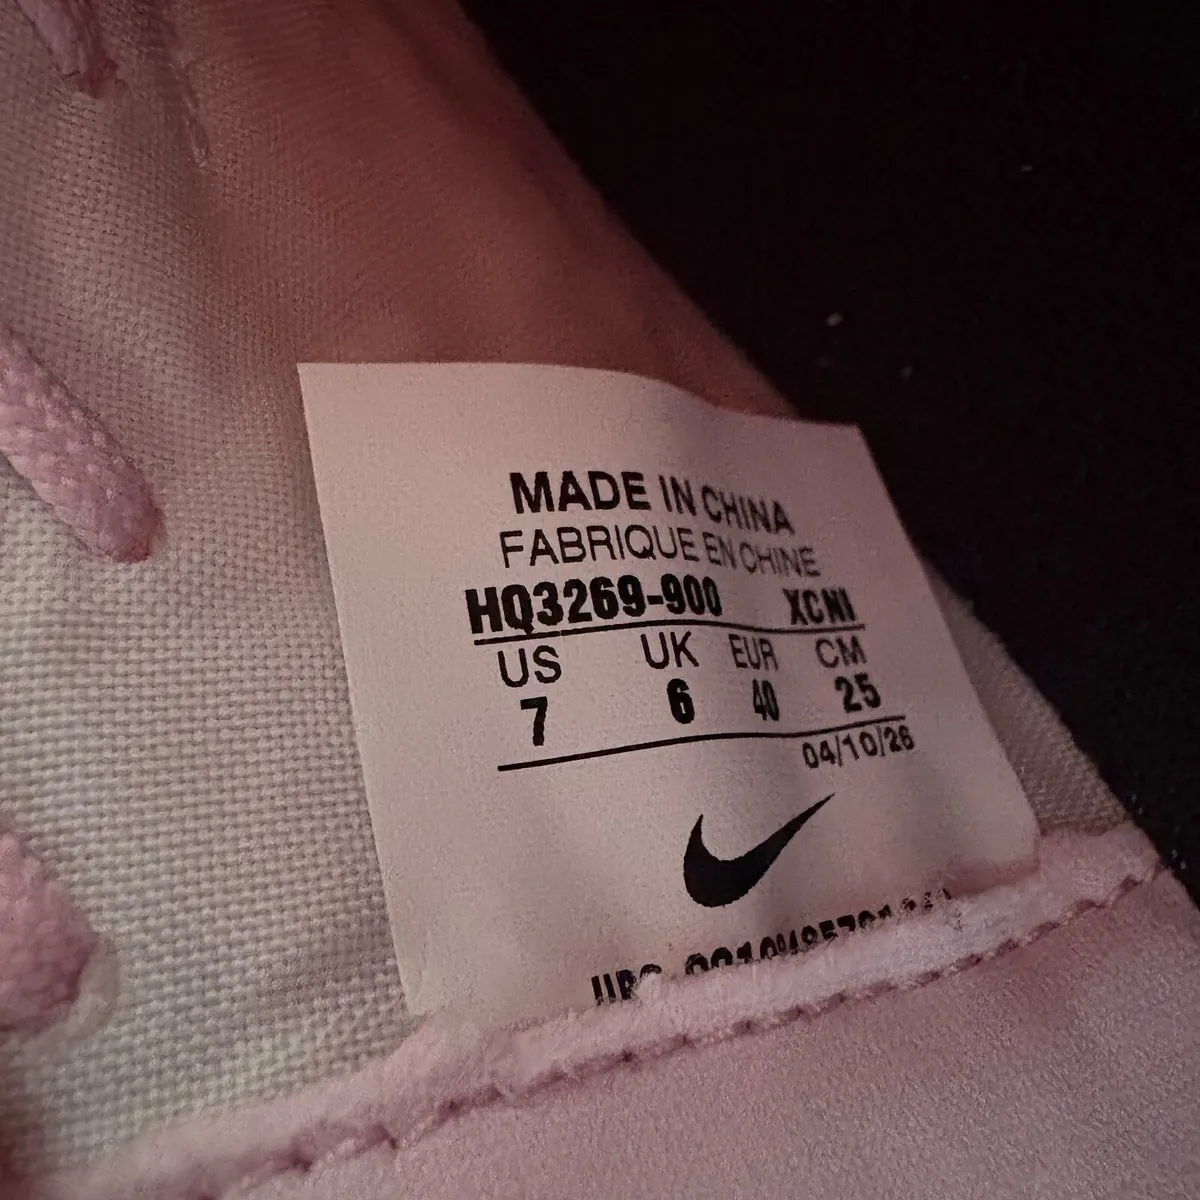 MADE IN CHINA
FABRIQUE EN CHINE
HQ3269-900 XCNI
US UK EUR CM
7 6 40 25
04/10/26